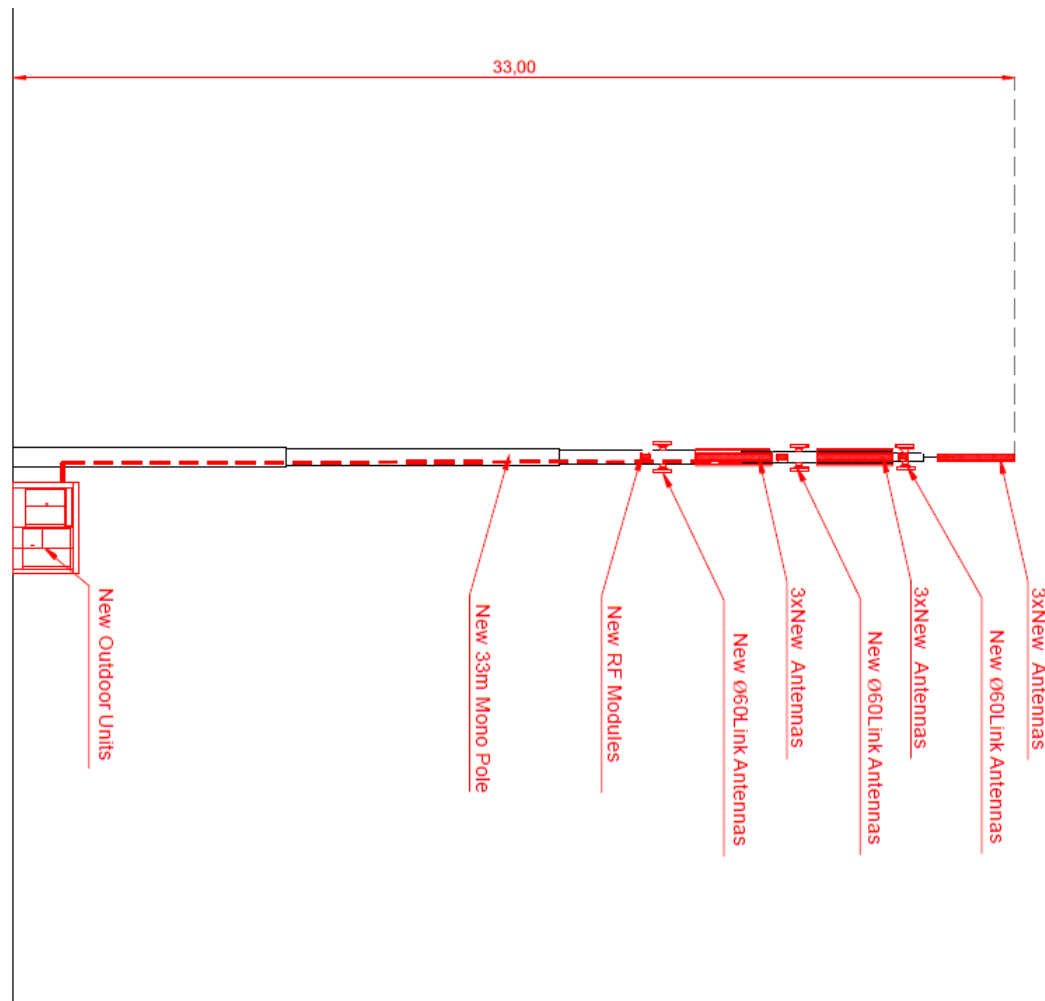 33,00
3xNew Antennas
New Ø60Link Antennas
3xNew Antennas
New Ø60Link Antennas
3xNew Antennas
New Ø60Link Antennas
New RF Modules
New 33m Mono Pole
New Outdoor Units